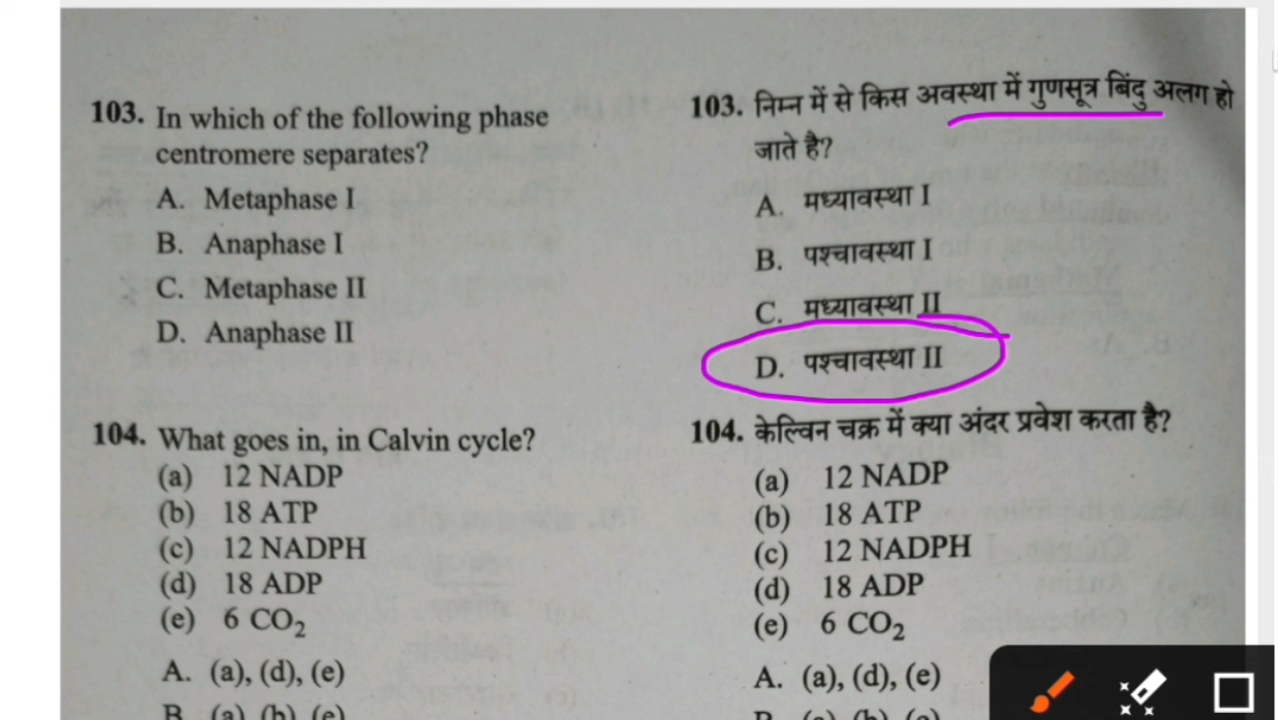 103. In which of the following phase
centromere separates?
A. Metaphase I
B. Anaphase I
C. Metaphase II
D. Anaphase II
104. What goes in, in Calvin cycle?
(a) 12 NADP
(b) 18 ATP
(c) 12 NADPH
(d) 18 ADP
(e) 6 CO₂
A. (a), (d), (e)
B (a) (b) (e)
103. निम्न में से किस अवस्था में गुणसूत्र बिंदु अलग हो
जाते है?
A. मध्यावस्था I
B. पश्चावस्था I
C. मध्यावस्था II
D. पश्चावस्था II
104. केल्विन चक्र में क्या अंदर प्रवेश करता है?
(a) 12 NADP
(b) 18 ATP
(c) 12 NADPH
(d) 18 ADP
(e) 6 CO₂
A. (a), (d), (e)